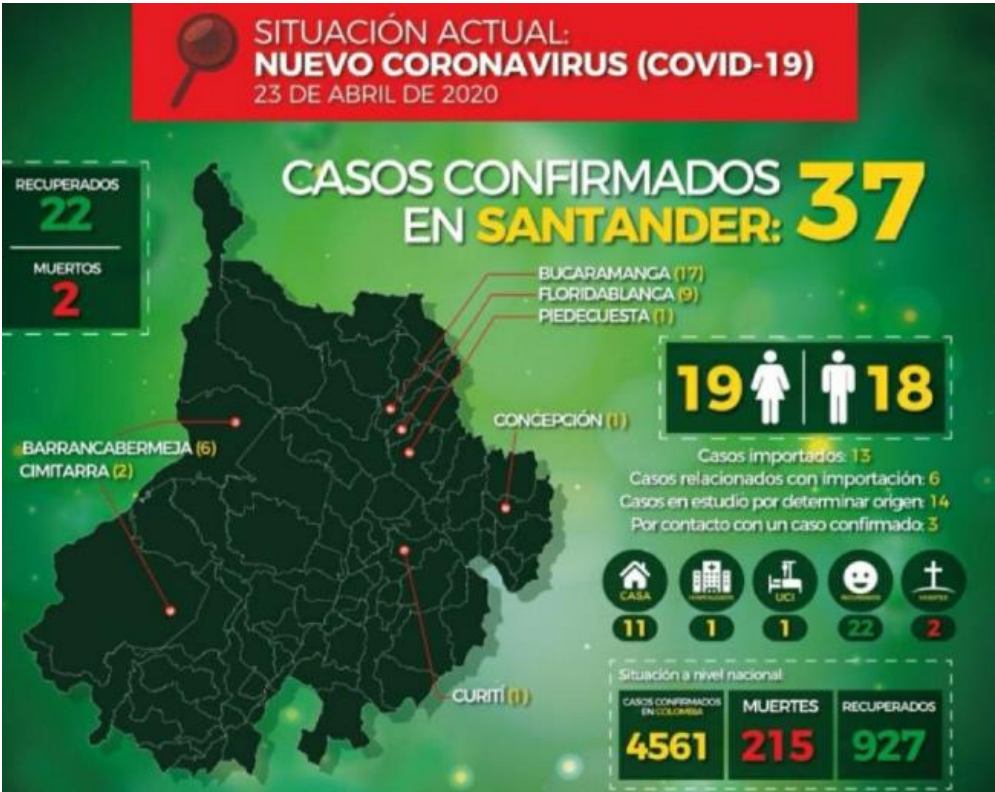 SITUACIÓN ACTUAL:
NUEVO CORONAVIRUS (COVID-19)
23 DE ABRIL DE 2020
RECUPERADOS
22
MUERTOS
2
CASOS CONFIRMADOS
EN SANTANDER: 37
BUCARAMANGA (17)
FLORIDABLANCA (9)
PIEDECUESTA (1)
CONCEPCIÓN (1)
BARRANCABERMEJA (6)
CIMITARRA (2)
CURITÍ (1)
19 18
Casos importados: 13
Casos relacionados con importación: 6
Casos en estudio por determinar origen: 14
Por contacto con un caso confirmado: 3
CASA
11
HOSPITALIZADOS
1
UCI
1
RECUPERADOS
22
MUERTES
2
Situación a nivel nacional
CASOS CONFIRMADOS
EN COLOMBIA
4561
MUERTES
215
RECUPERADOS
927